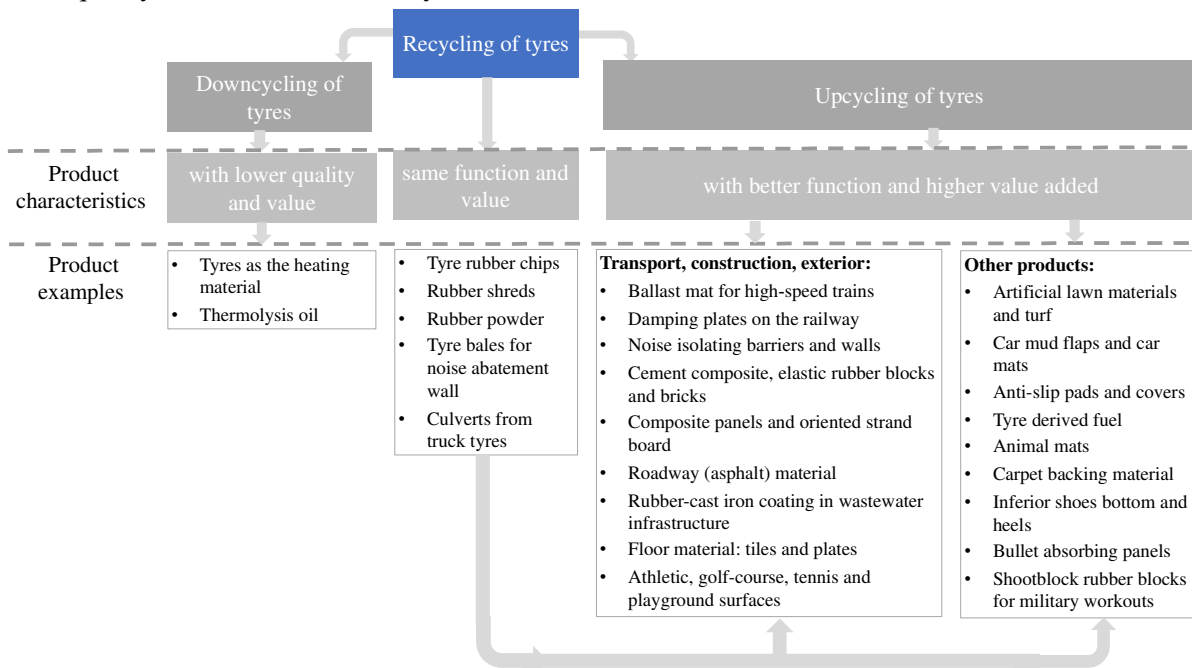 Recycling of tyres
Downcycling of
tyres
Upcycling of tyres
Product
characteristics
with lower quality
and value
same function and
value
with better function and higher value added
Product
examples
• Tyres as the heating
material
• Thermolysis oil
• Tyre rubber chips
• Rubber shreds
• Rubber powder
• Tyre bales for
noise abatement
wall
• Culverts from
truck tyres
Transport, construction, exterior:
• Ballast mat for high-speed trains
• Damping plates on the railway
• Noise isolating barriers and walls
• Cement composite, elastic rubber blocks
and bricks
• Composite panels and oriented strand
board
• Roadway (asphalt) material
• Rubber-cast iron coating in wastewater
infrastructure
• Floor material: tiles and plates
• Athletic, golf-course, tennis and
playground surfaces
Other products:
• Artificial lawn materials
and turf
• Car mud flaps and car
mats
• Anti-slip pads and covers
• Tyre derived fuel
• Animal mats
• Carpet backing material
• Inferior shoes bottom and
heels
• Bullet absorbing panels
• Shootblock rubber blocks
for military workouts